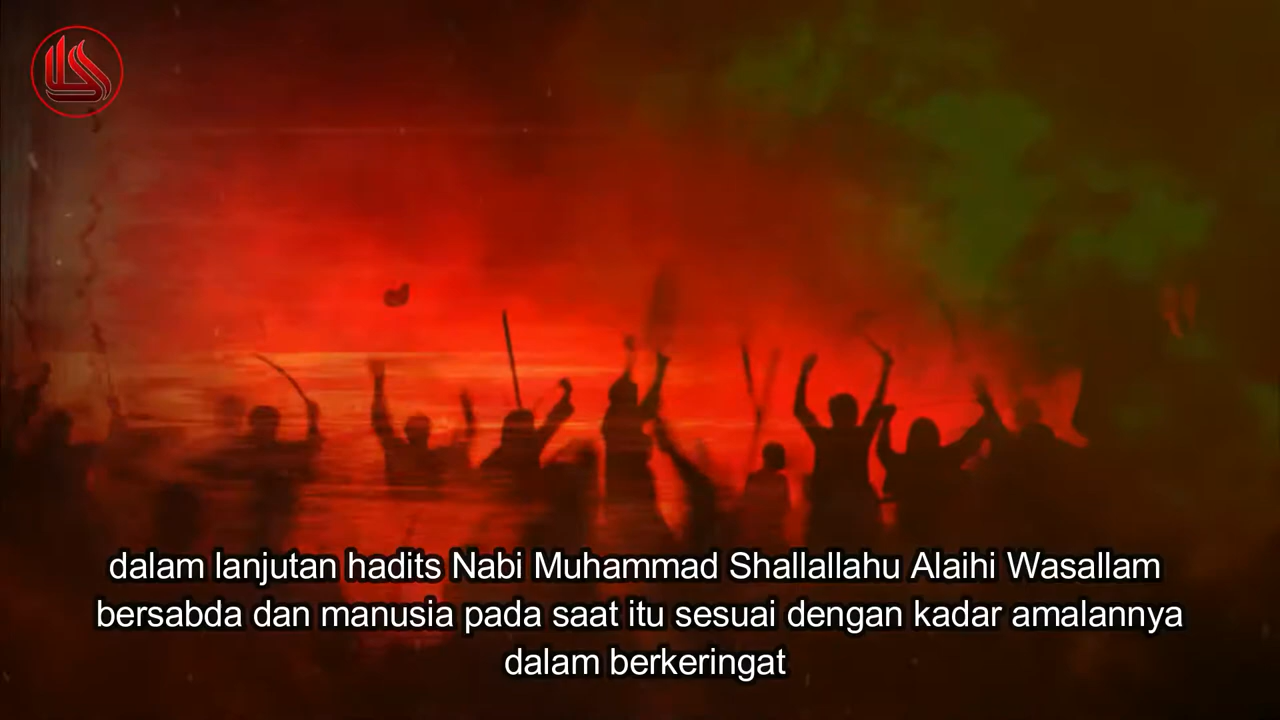 dalam lanjutan hadits Nabi Muhammad Shallallahu Alaihi Wasallam
bersabda dan manusia pada saat itu sesuai dengan kadar amalannya
dalam berkeringat